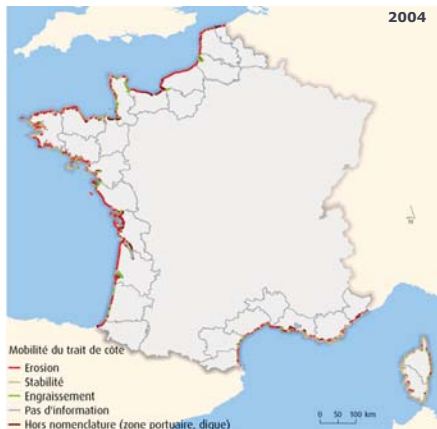 2004
Mobilité du trait de côte
Erosion
Stabilité
Engraissement
Pas d'information
Hors nomenclature (zone portuaire, digue)
0 50 100 km